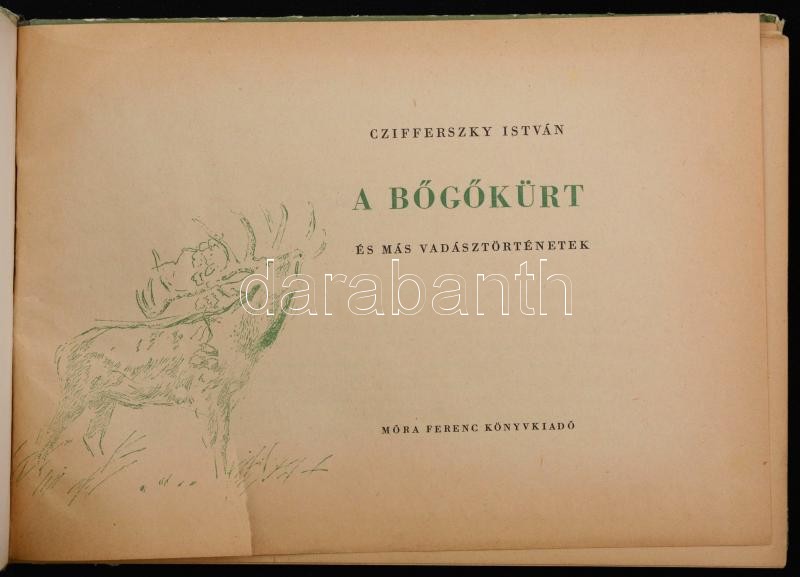 CZIFFERSZKY ISTVÁN
A BŐGŐKÜRT
ÉS MÁS VADÁSZTÖRTÉNETEK
darabanth
MÓRA FERENC KÖNYVKIADÓ